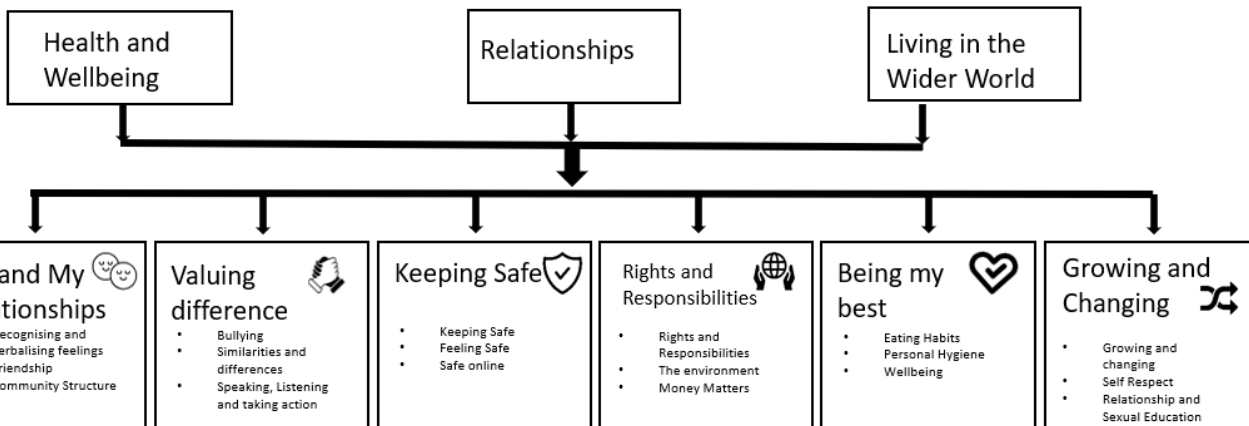 Health and
Wellbeing
Relationships
Living in the
Wider World
and My
ationships
ecognising and
erbalising feelings
riendship
ommunity Structure
Valuing
difference
Bullying
Similarities and
differences
Speaking, Listening
and taking action
Keeping Safe
Keeping Safe
Feeling Safe
Safe online
Rights and
Responsibilities
Rights and
Responsibilities
The environment
Money Matters
Being my
best
Eating Habits
Personal Hygiene
Wellbeing
Growing and
Changing
Growing and
changing
Self Respect
Relationship and
Sexual Education